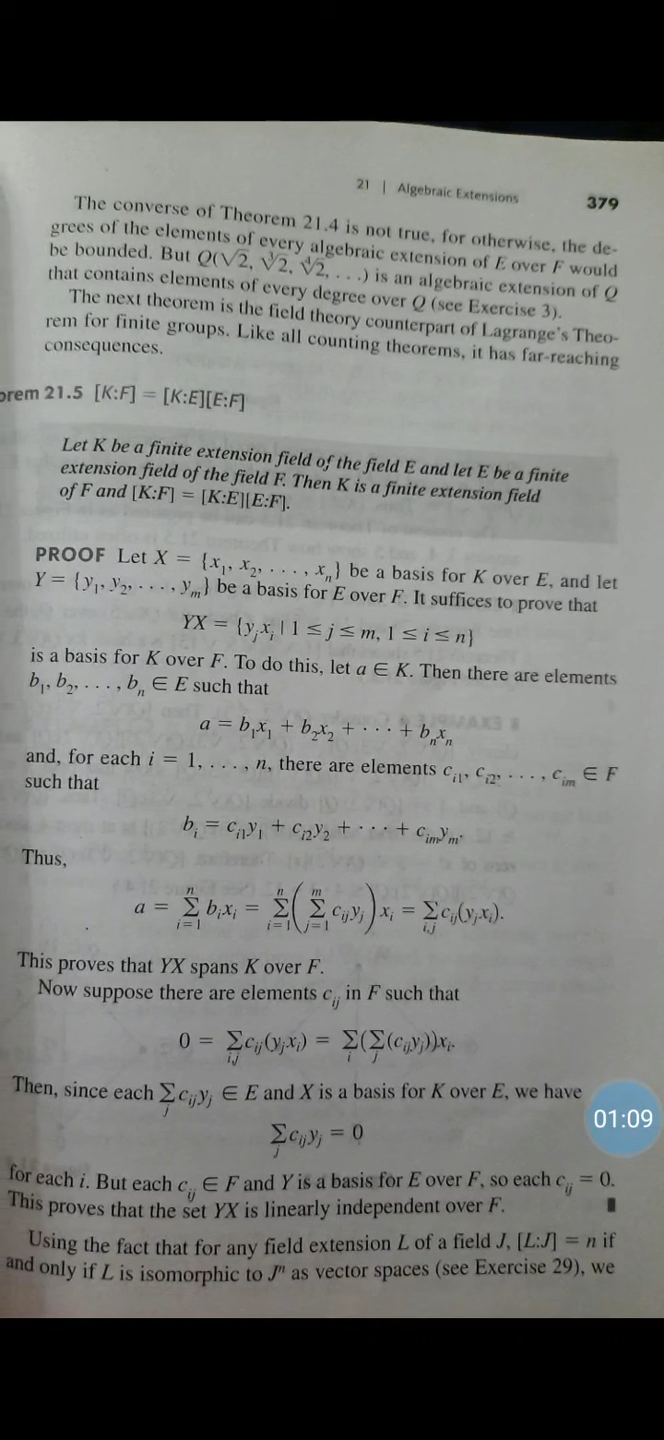 21 | Algebraic Extensions 379
The converse of Theorem 21.4 is not true, for otherwise, the de-
grees of the elements of every algebraic extension of E over F would
be bounded. But Q(√2, ∛2, ∜2, . . .) is an algebraic extension of Q
that contains elements of every degree over Q (see Exercise 3).
The next theorem is the field theory counterpart of Lagrange's Theo-
rem for finite groups. Like all counting theorems, it has far-reaching
consequences.
orem 21.5 [K:F] = [K:E][E:F]
Let K be a finite extension field of the field E and let E be a finite
extension field of the field F. Then K is a finite extension field
of F and [K:F] = [K:E][E:F].
PROOF Let X = {x₁, x₂, . . . , xₙ} be a basis for K over E, and let
Y = {y₁, y₂, . . . , yₘ} be a basis for E over F. It suffices to prove that
YX = {yⱼxᵢ | 1 ≤ j ≤ m, 1 ≤ i ≤ n}
is a basis for K over F. To do this, let a ∈ K. Then there are elements
b₁, b₂, . . . , bₙ ∈ E such that
a = b₁x₁ + b₂x₂ + · · · + bₙxₙ
and, for each i = 1, . . . , n, there are elements cᵢ₁, cᵢ₂, . . . , cᵢₘ ∈ F
such that
bᵢ = cᵢ₁y₁ + cᵢ₂y₂ + · · · + cᵢₘyₘ.
Thus,
a = ∑ᵢ₌₁ⁿ bᵢxᵢ = ∑ᵢ₌₁ⁿ (∑ⱼ₌₁ᵐ cᵢⱼyⱼ) xᵢ = ∑ᵢ,ⱼ cᵢⱼ(yⱼxᵢ).
This proves that YX spans K over F.
Now suppose there are elements cᵢⱼ in F such that
0 = ∑ᵢ,ⱼ cᵢⱼ(yⱼxᵢ) = ∑ᵢ(∑ⱼ(cᵢⱼyⱼ))xᵢ.
Then, since each ∑ⱼ cᵢⱼyⱼ ∈ E and X is a basis for K over E, we have
01:09
∑ⱼ cᵢⱼyⱼ = 0
for each i. But each cᵢⱼ ∈ F and Y is a basis for E over F, so each cᵢⱼ = 0.
This proves that the set YX is linearly independent over F.
Using the fact that for any field extension L of a field J, [L:J] = n if
and only if L is isomorphic to Jⁿ as vector spaces (see Exercise 29), we